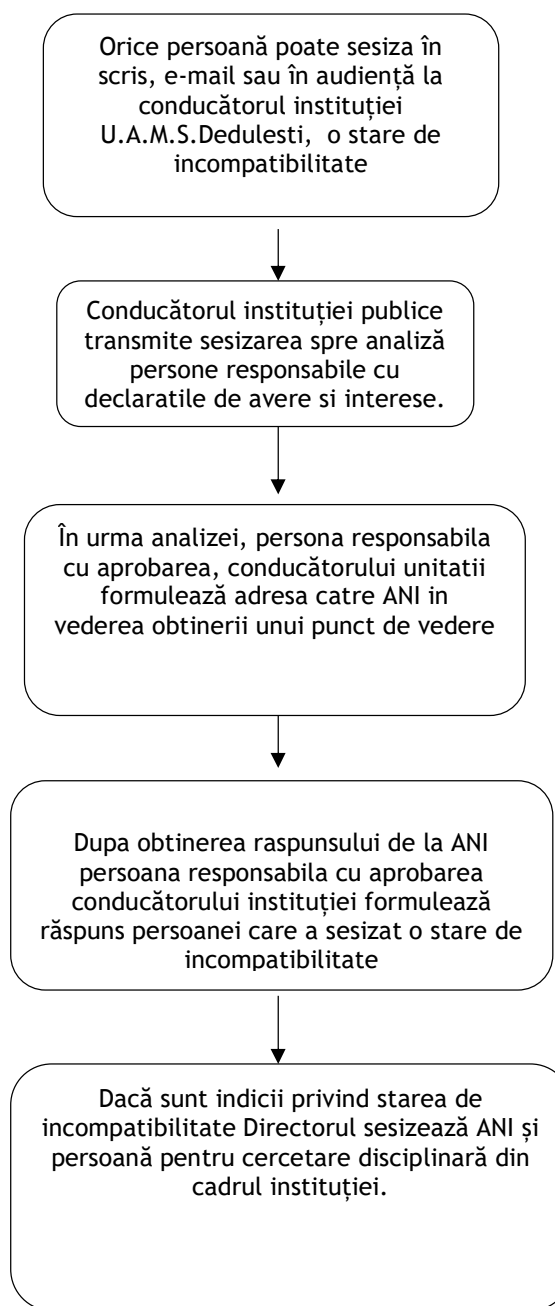 Orice persoană poate sesiza în
scris, e-mail sau în audiență la
conducătorul instituției
U.A.M.S.Dedulesti, o stare de
incompatibilitate
Conducătorul instituției publice
transmite sesizarea spre analiză
persone responsabile cu
declaratile de avere si interese.
În urma analizei, persona responsabila
cu aprobarea, conducătorului unitatii
formulează adresa catre ANI in
vederea obtinerii unui punct de vedere
Dupa obtinerea raspunsului de la ANI
persoana responsabila cu aprobarea
conducătorului instituției formulează
răspuns persoanei care a sesizat o stare de
incompatibilitate
Dacă sunt indicii privind starea de
incompatibilitate Directorul sesizează ANI și
persoană pentru cercetare disciplinară din
cadrul instituției.